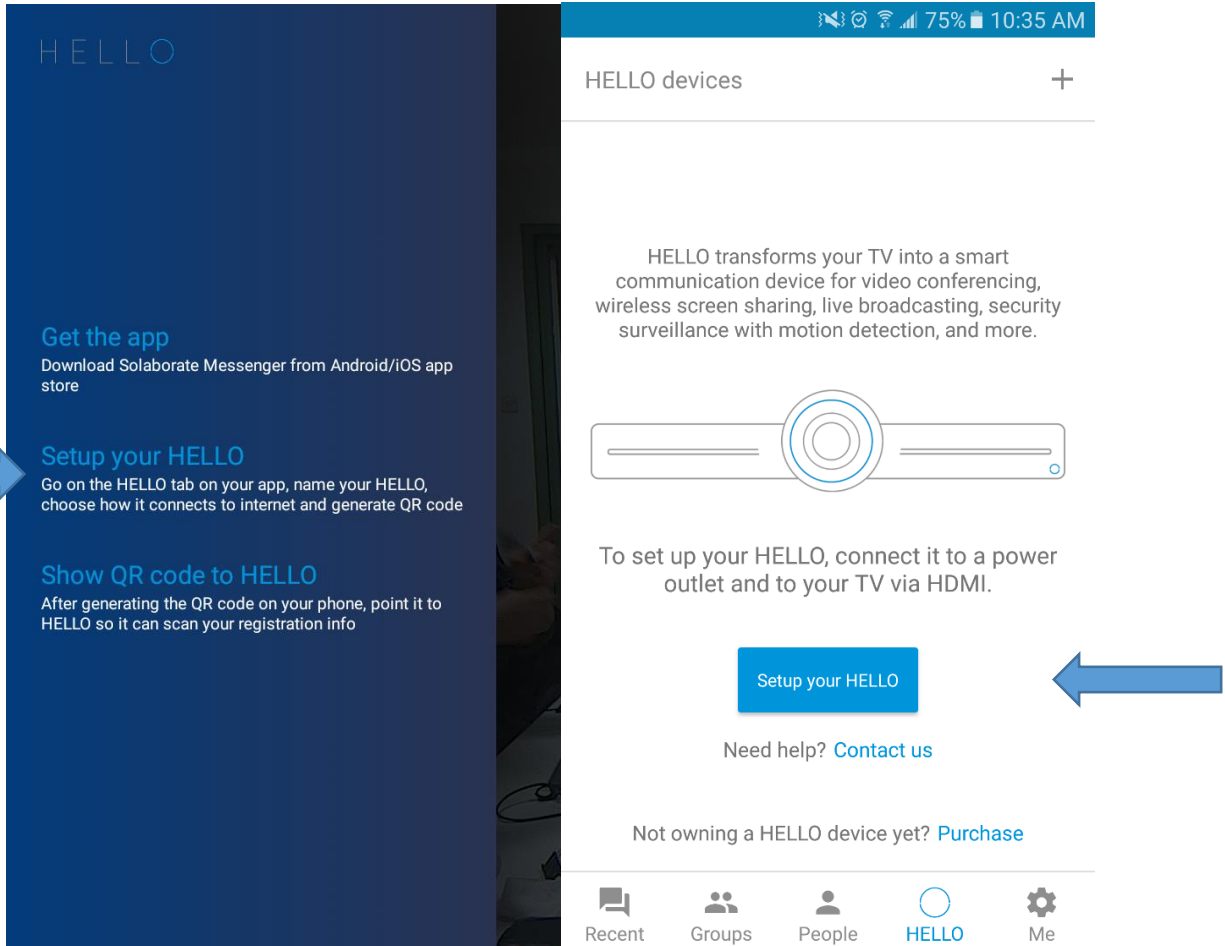 HELLO
Get the app
Download Solaborate Messenger from Android/iOS app
store
Setup your HELLO
Go on the HELLO tab on your app, name your HELLO,
choose how it connects to internet and generate QR code
Show QR code to HELLO
After generating the QR code on your phone, point it to
HELLO so it can scan your registration info
75% 10:35 AM
HELLO devices
HELLO transforms your TV into a smart
communication device for video conferencing,
wireless screen sharing, live broadcasting, security
surveillance with motion detection, and more.
To set up your HELLO, connect it to a power
outlet and to your TV via HDMI.
Setup your HELLO
Need help? Contact us
Not owning a HELLO device yet? Purchase
Recent Groups People HELLO Me